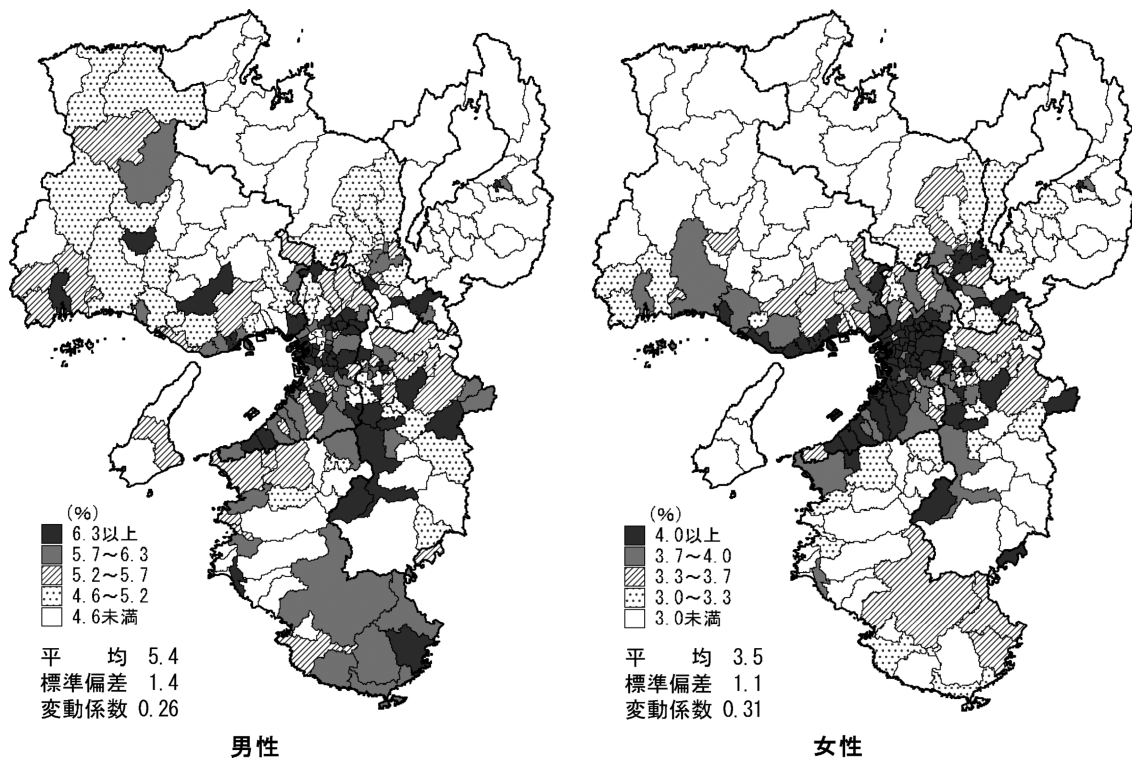 (%)
6.3以上
5.7～6.3
5.2～5.7
4.6～5.2
4.6未満
平 均 5.4
標準偏差 1.4
変動係数 0.26
男性
(%)
4.0以上
3.7～4.0
3.3～3.7
3.0～3.3
3.0未満
平 均 3.5
標準偏差 1.1
変動係数 0.31
女性